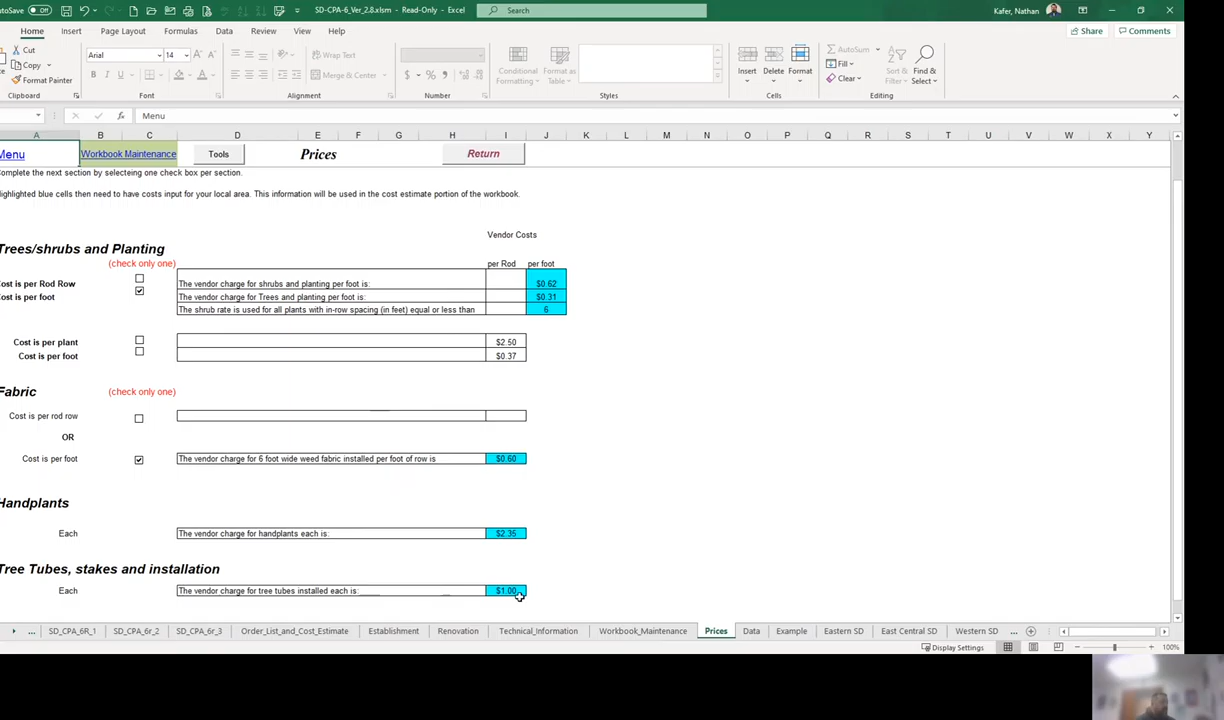 AutoSave Off SD-CPA-6_Ver_2.8.xlsm - Read-Only - Excel Search Kafer, Nathan
Home Insert Page Layout Formulas Data Review View Help Share Comments
Cut
Copy
Format Painter
Arial 14
Wrap Text
Merge & Center
Conditional Formatting
Format as Table
Insert Delete Format
AutoSum
Fill
Clear
Sort & Filter
Find & Select
Clipboard Font Alignment Number Styles Cells Editing
Menu
A B C D E F G H I J K L M N O P Q R S T U V W X Y
Menu Workbook Maintenance Tools Prices Return
omplete the next section by selecteing one check box per section.
ighlighted blue cells then need to have costs input for your local area. This information will be used in the cost estimate portion of the workbook.
Vendor Costs
Trees/shrubs and Planting
(check only one) per Rod per foot
ost is per Rod Row The vendor charge for shrubs and planting per foot is: $0.62
ost is per foot The vendor charge for Trees and planting per foot is: $0.31
The shrub rate is used for all plants with in-row spacing (in feet) equal or less than 6
Cost is per plant $2.50
Cost is per foot $0.37
Fabric (check only one)
Cost is per rod row
OR
Cost is per foot The vendor charge for 6 foot wide weed fabric installed per foot of row is $0.60
Handplants
Each The vendor charge for handplants each is: $2.35
Tree Tubes, stakes and installation
Each The vendor charge for tree tubes installed each is: $1.00
... SD_CPA_6R_1 SD_CPA_6r_2 SD_CPA_6r_3 Order_List_and_Cost_Estimate Establishment Renovation Technical_Information Workbook_Maintenance Prices Data Example Eastern SD East Central SD Western SD ...
Display Settings 100%